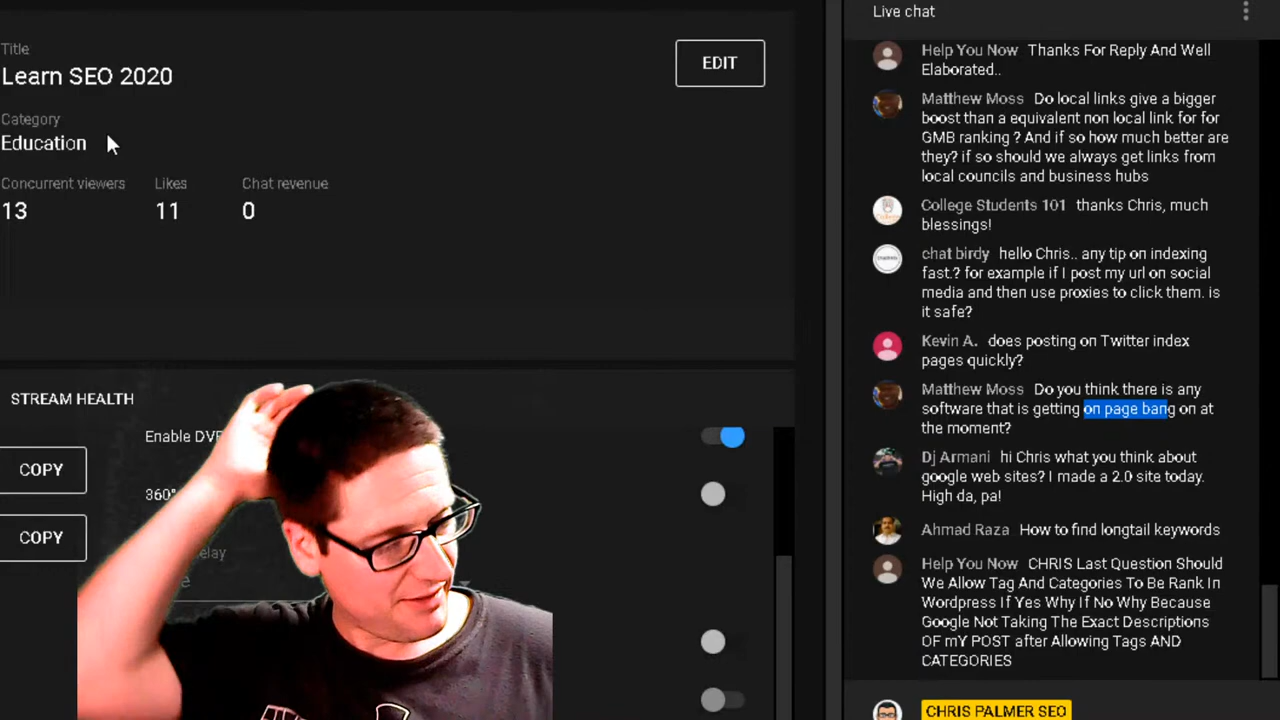 Title
Learn SEO 2020
EDIT
Category
Education
Concurrent viewers Likes Chat revenue
13 11 0
STREAM HEALTH
Enable DV
COPY
360°
COPY
elay
Live chat
Help You Now Thanks For Reply And Well
Elaborated..
Matthew Moss Do local links give a bigger
boost than a equivalent non local link for for
GMB ranking ? And if so how much better are
they? if so should we always get links from
local councils and business hubs
College Students 101 thanks Chris, much
blessings!
chat birdy hello Chris.. any tip on indexing
fast.? for example if I post my url on social
media and then use proxies to click them. is
it safe?
Kevin A. does posting on Twitter index
pages quickly?
Matthew Moss Do you think there is any
software that is getting on page bang on at
the moment?
Dj Armani hi Chris what you think about
google web sites? I made a 2.0 site today.
High da, pa!
Ahmad Raza How to find longtail keywords
Help You Now CHRIS Last Question Should
We Allow Tag And Categories To Be Rank In
Wordpress If Yes Why If No Why Because
Google Not Taking The Exact Descriptions
OF mY POST after Allowing Tags AND
CATEGORIES
CHRIS PALMER SEO